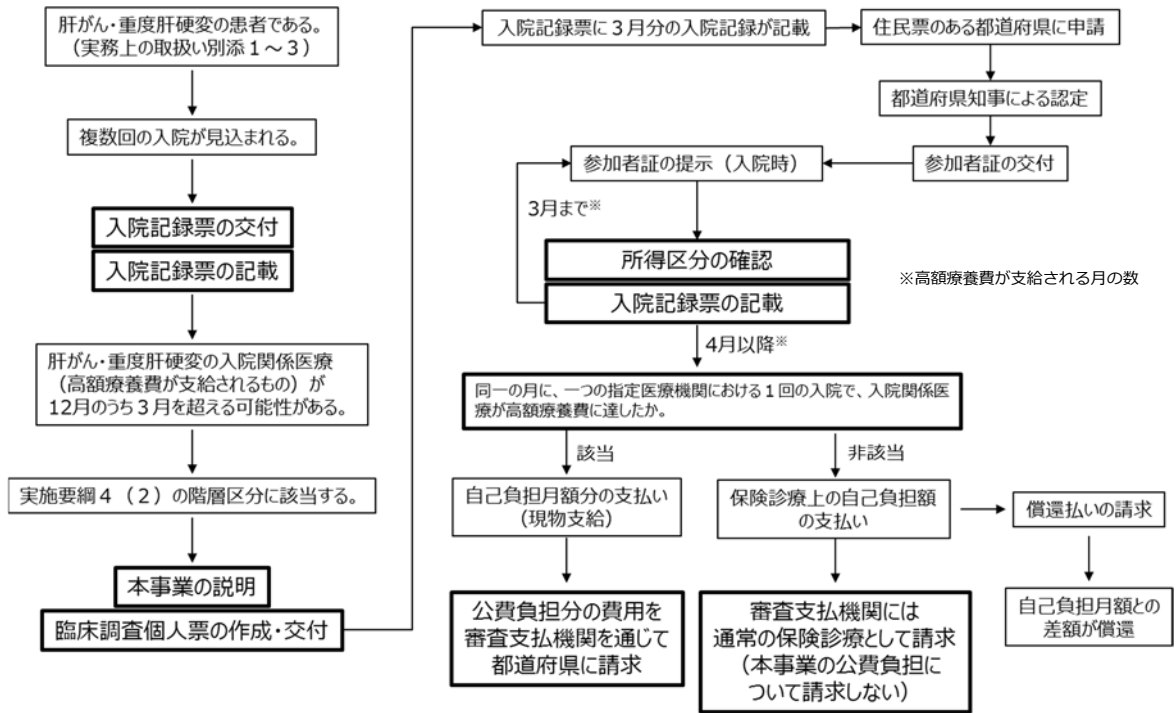 肝がん・重度肝硬変の患者である。
（実務上の取扱い別添１～３）
複数回の入院が見込まれる。
入院記録票の交付
入院記録票の記載
肝がん・重度肝硬変の入院関係医療
（高額療養費が支給されるもの）が
12月のうち３月を超える可能性がある。
実施要綱４（２）の階層区分に該当する。
本事業の説明
臨床調査個人票の作成・交付
入院記録票に３月分の入院記録が記載
住民票のある都道府県に申請
都道府県知事による認定
参加者証の交付
参加者証の提示（入院時）
3月まで※
所得区分の確認
入院記録票の記載
※高額療養費が支給される月の数
4月以降※
同一の月に、一つの指定医療機関における１回の入院で、入院関係医
療が高額療養費に達したか。
該当
非該当
自己負担月額分の支払い
（現物支給）
保険診療上の自己負担額
の支払い
償還払いの請求
公費負担分の費用を
審査支払機関を通じて
都道府県に請求
審査支払機関には
通常の保険診療として請求
（本事業の公費負担に
ついて請求しない）
自己負担月額との
差額が償還